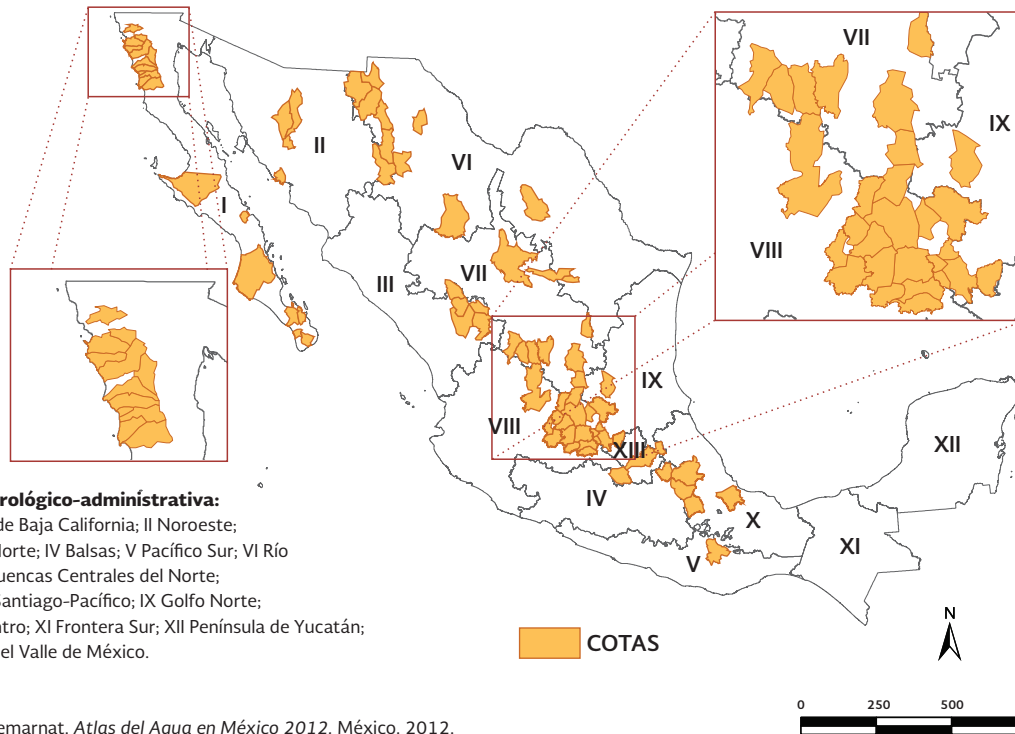 VII
IX
VIII
II
VI
I
VII
III
IX
VIII
XIII
XII
IV
X
XI
V
rológico-administrativa:
de Baja California; II Noroeste;
Norte; IV Balsas; V Pacífico Sur; VI Río
uencas Centrales del Norte;
Santiago-Pacífico; IX Golfo Norte;
ntro; XI Frontera Sur; XII Península de Yucatán;
el Valle de México.
COTAS
N
emarnat. Atlas del Agua en México 2012. México. 2012.
0 250 500